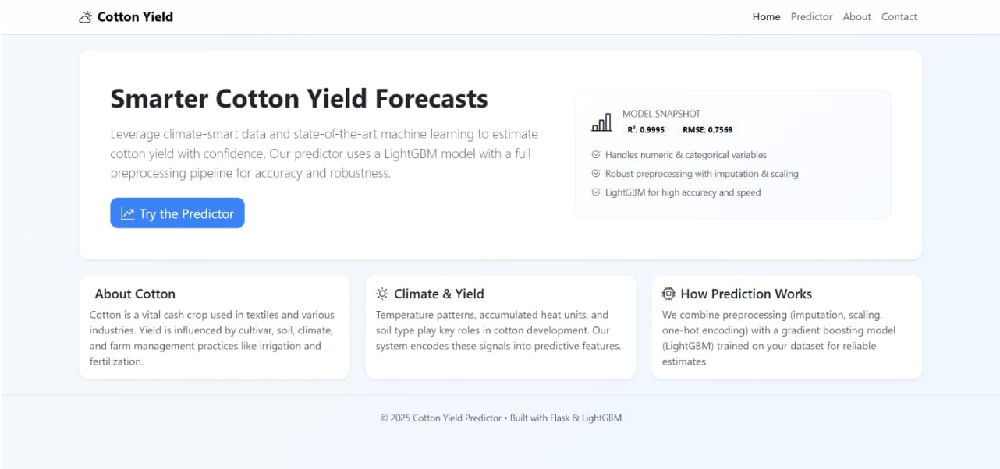 Cotton Yield
Home Predictor About Contact
Smarter Cotton Yield Forecasts
Leverage climate-smart data and state-of-the-art machine learning to estimate
cotton yield with confidence. Our predictor uses a LightGBM model with a full
preprocessing pipeline for accuracy and robustness.
Try the Predictor
MODEL SNAPSHOT
R²: 0.9995 RMSE: 0.7569
Handles numeric & categorical variables
Robust preprocessing with imputation & scaling
LightGBM for high accuracy and speed
About Cotton
Cotton is a vital cash crop used in textiles and various
industries. Yield is influenced by cultivar, soil, climate,
and farm management practices like irrigation and
fertilization.
Climate & Yield
Temperature patterns, accumulated heat units, and
soil type play key roles in cotton development. Our
system encodes these signals into predictive features.
How Prediction Works
We combine preprocessing (imputation, scaling,
one-hot encoding) with a gradient boosting model
(LightGBM) trained on your dataset for reliable
estimates.
© 2025 Cotton Yield Predictor • Built with Flask & LightGBM